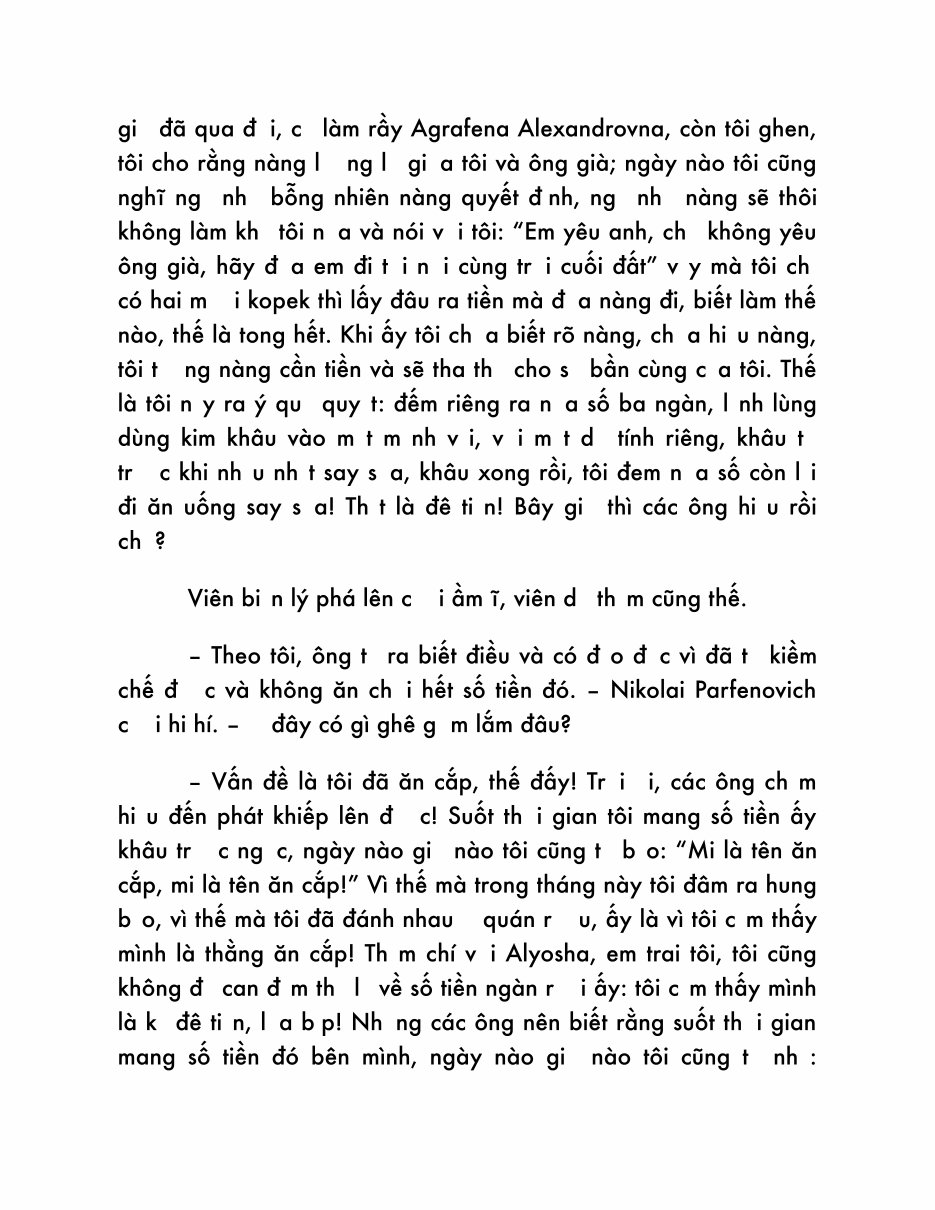 gi đã qua đ i, c làm rầy Agrafena Alexandrovna, còn tôi ghen,
tôi cho rằng nàng l ng l gi a tôi và ông già; ngày nào tôi cũng
nghĩ ng nh bỗng nhiên nàng quyết đ nh, ng nh nàng sẽ thôi
không làm kh tôi n a và nói v i tôi: “Em yêu anh, ch không yêu
ông già, hãy đ a em đi t i n i cùng tr i cuối đất” v y mà tôi ch
có hai m i kopek thì lấy đâu ra tiền mà đ a nàng đi, biết làm thế
nào, thế là tong hết. Khi ấy tôi ch a biết rõ nàng, ch a hi u nàng,
tôi t ng nàng cần tiền và sẽ tha th cho s bần cùng c a tôi. Thế
là tôi n y ra ý qu quy t: đếm riêng ra n a số ba ngàn, l nh lùng
dùng kim khâu vào m t m nh v i, v i m t d tính riêng, khâu t
tr c khi nh u nh t say s a, khâu xong rồi, tôi đem n a số còn l i
đi ăn uống say s a! Th t là đê ti n! Bây gi thì các ông hi u rồi
ch ?
Viên bi n lý phá lên c i ầm ĩ, viên d th m cũng thế.
– Theo tôi, ông t ra biết điều và có đ o đ c vì đã t kiềm
chế đ c và không ăn ch i hết số tiền đó. – Nikolai Parfenovich
c i hi hí. – đây có gì ghê g m lắm đâu?
– Vấn đề là tôi đã ăn cắp, thế đấy! Tr i i, các ông ch m
hi u đến phát khiếp lên đ c! Suốt th i gian tôi mang số tiền ấy
khâu tr c ng c, ngày nào gi nào tôi cũng t b o: “Mi là tên ăn
cắp, mi là tên ăn cắp!” Vì thế mà trong tháng này tôi đâm ra hung
b o, vì thế mà tôi đã đánh nhau quán r u, ấy là vì tôi c m thấy
mình là thằng ăn cắp! Th m chí v i Alyosha, em trai tôi, tôi cũng
không đ can đ m th l về số tiền ngàn r i ấy: tôi c m thấy mình
là k đê ti n, l a b p! Nh ng các ông nên biết rằng suốt th i gian
mang số tiền đó bên mình, ngày nào gi nào tôi cũng t nh :